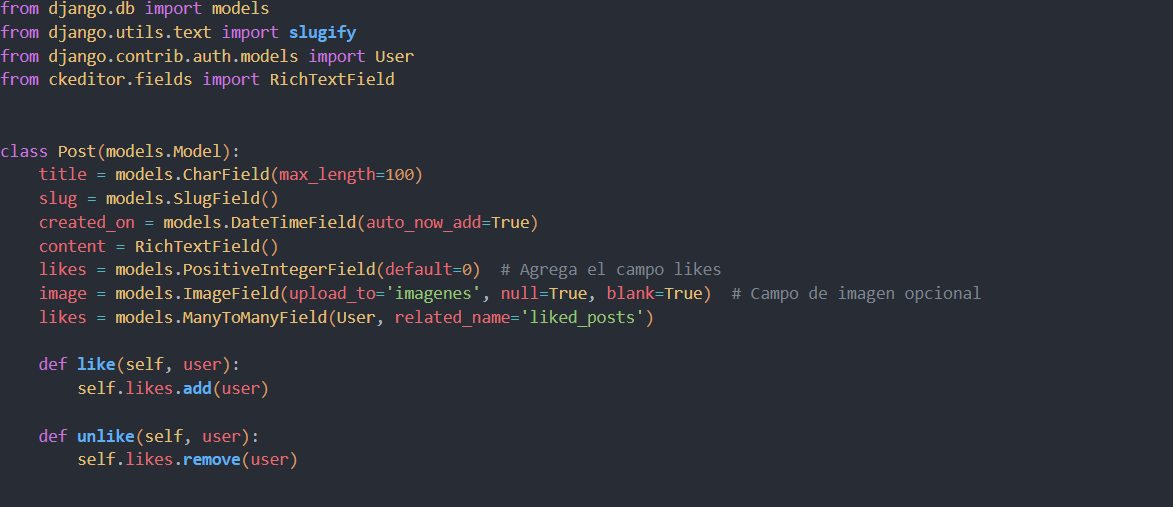 from django.db import models
from django.utils.text import slugify
from django.contrib.auth.models import User
from ckeditor.fields import RichTextField
class Post(models.Model):
    title = models.CharField(max_length=100)
    slug = models.SlugField()
    created_on = models.DateTimeField(auto_now_add=True)
    content = RichTextField()
    likes = models.PositiveIntegerField(default=0)  # Agrega el campo likes
    image = models.ImageField(upload_to='imagenes', null=True, blank=True)  # Campo de imagen opcional
    likes = models.ManyToManyField(User, related_name='liked_posts')
    def like(self, user):
        self.likes.add(user)
    def unlike(self, user):
        self.likes.remove(user)